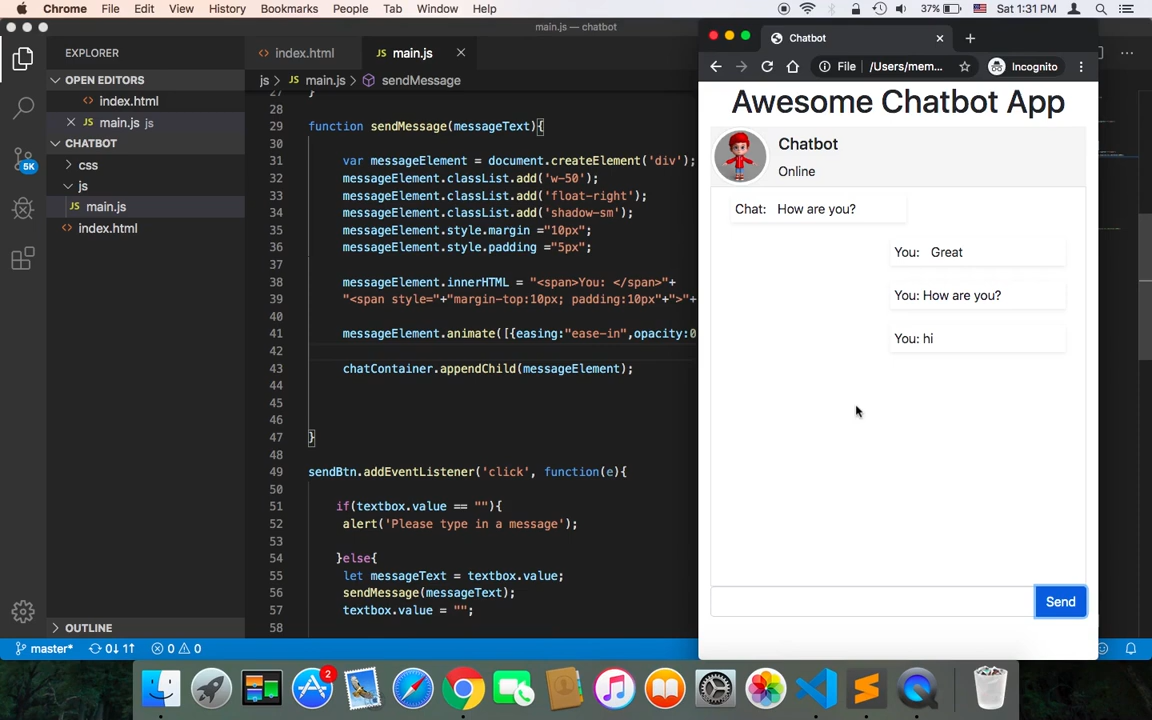 Chrome File Edit View History Bookmarks People Tab Window Help 37% Sat 1:31 PM
main.js — chatbot
EXPLORER
OPEN EDITORS
index.html
main.js js
CHATBOT
css
js
JS main.js
index.html
OUTLINE
5K
master* 0↓ 1↑ 0 0
index.html JS main.js
js JS main.js sendMessage
27 }
28
29 function sendMessage(messageText){
30
31 var messageElement = document.createElement('div');
32 messageElement.classList.add('w-50');
33 messageElement.classList.add('float-right');
34 messageElement.classList.add('shadow-sm');
35 messageElement.style.margin ="10px";
36 messageElement.style.padding ="5px";
37
38 messageElement.innerHTML = "<span>You: </span>"+
39 "<span style="+"margin-top:10px; padding:10px"+">"+
40
41 messageElement.animate([{easing:"ease-in",opacity:0
42
43 chatContainer.appendChild(messageElement);
44
45
46
47 }
48
49 sendBtn.addEventListener('click', function(e){
50
51 if(textbox.value == ""){
52 alert('Please type in a message');
53
54 }else{
55 let messageText = textbox.value;
56 sendMessage(messageText);
57 textbox.value = "";
58
Chatbot
File /Users/mem... Incognito
Awesome Chatbot App
Chatbot
Online
Chat: How are you?
You: Great
You: How are you?
You: hi
Send
2